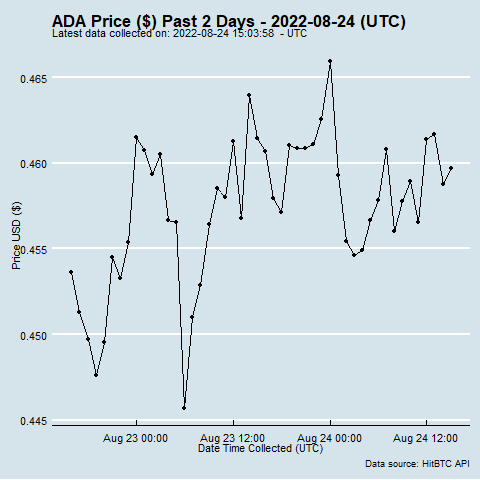 ADA Price ($) Past 2 Days - 2022-08-24 (UTC)
Latest data collected on: 2022-08-24 15:03:58 - UTC
0.465
0.460
0.455
0.450
0.445
Price USD ($)
Aug 23 00:00 Aug 23 12:00 Aug 24 00:00 Aug 24 12:00
Date Time Collected (UTC)
Data source: HitBTC API